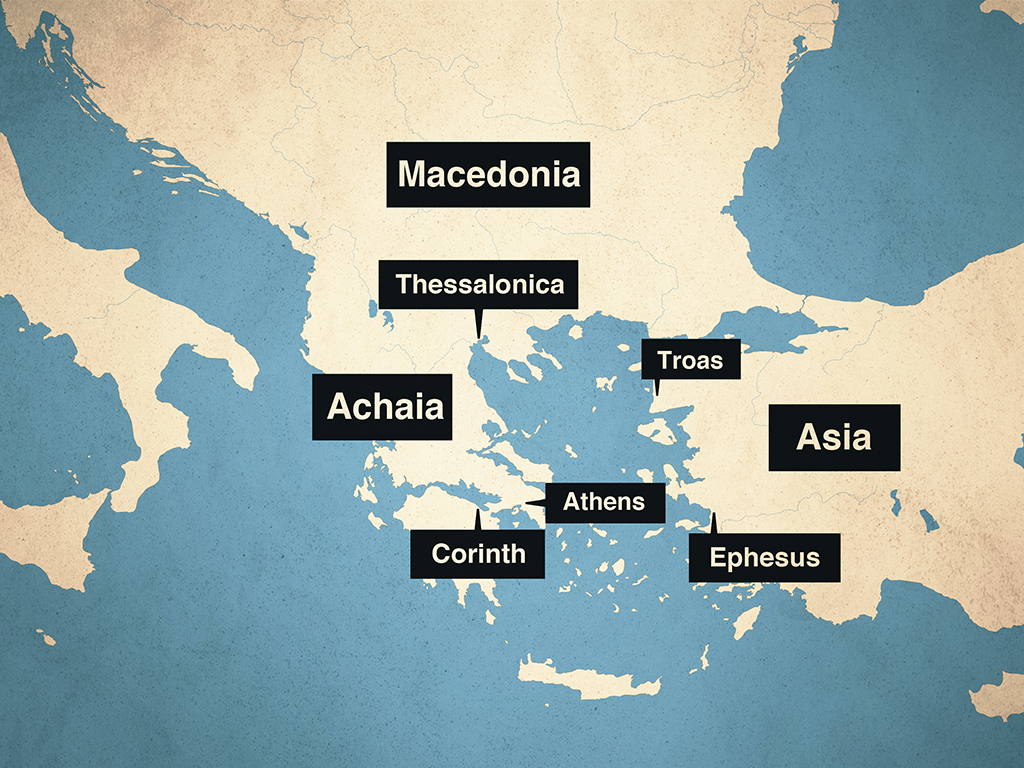 Macedonia
Thessalonica
Troas
Achaia
Asia
Athens
Corinth
Ephesus